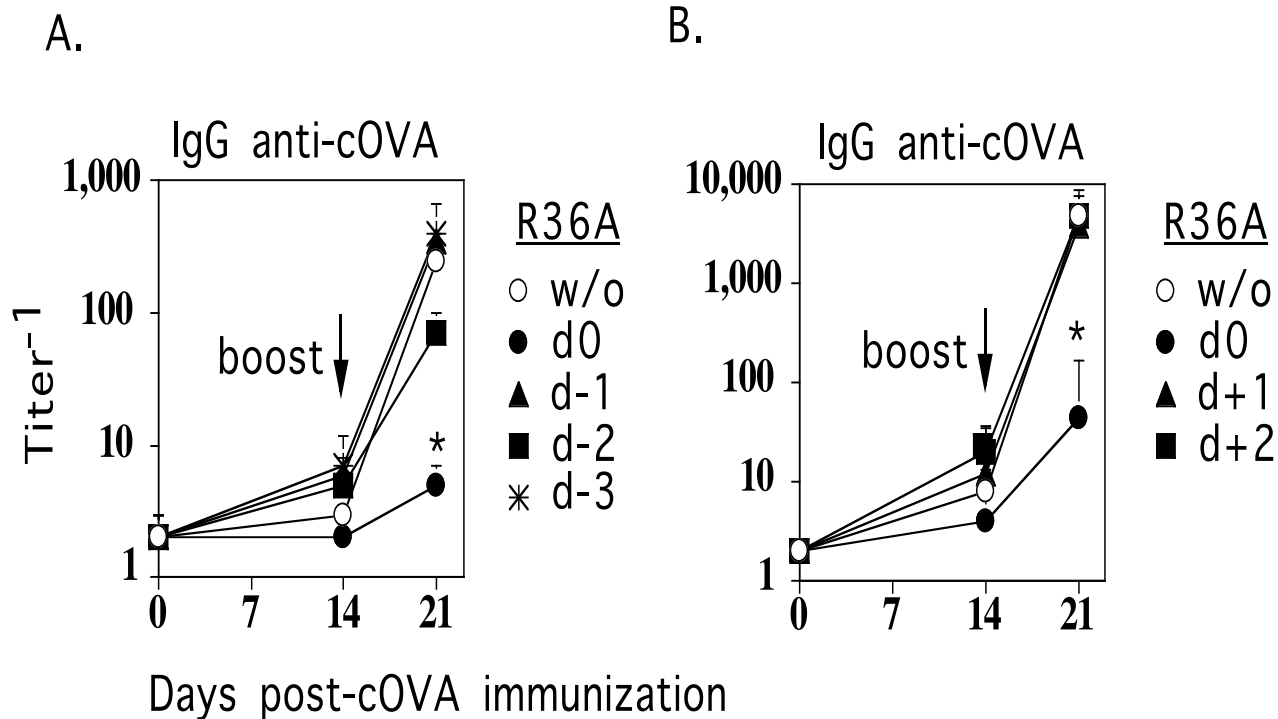 A.
IgG anti-cOVA
1,000
100
10
1
Titer⁻¹
boost
*
0 7 14 21
R36A
w/o
d0
d-1
d-2
d-3
B.
IgG anti-cOVA
10,000
1,000
100
10
1
boost
*
0 7 14 21
R36A
w/o
d0
d+1
d+2
Days post-cOVA immunization